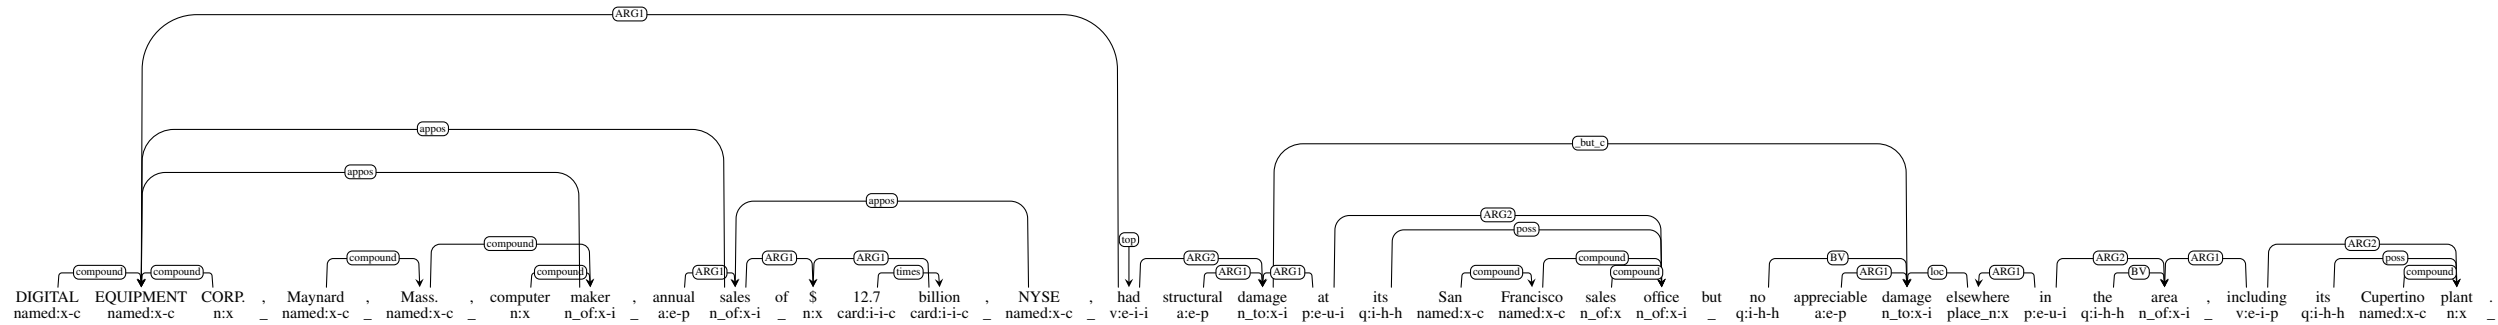 ARG1
appos
_but_c
appos
appos
ARG2
poss
top
compound
compound ARG1 ARG1 ARG2 compound BV ARG2 ARG1 ARG2 poss
compound compound compound ARG1 times ARG1 ARG1 compound compound ARG1 loc ARG1 BV compound
DIGITAL EQUIPMENT CORP. , Maynard , Mass. , computer maker , annual sales of $ 12.7 billion , NYSE , had structural damage at its San Francisco sales office but no appreciable damage elsewhere in the area , including its Cupertino plant .
named:x-c named:x-c n:x _ named:x-c _ named:x-c _ n:x n_of:x-i _ a:e-p n_of:x-i _ n:x card:i-i-c card:i-i-c _ named:x-c _ v:e-i-i a:e-p n_to:x-i p:e-u-i q:i-h-h named:x-c named:x-c n_of:x n_of:x-i _ q:i-h-h a:e-p n_to:x-i place_n:x p:e-u-i q:i-h-h n_of:x-i _ v:e-i-p q:i-h-h named:x-c n:x _